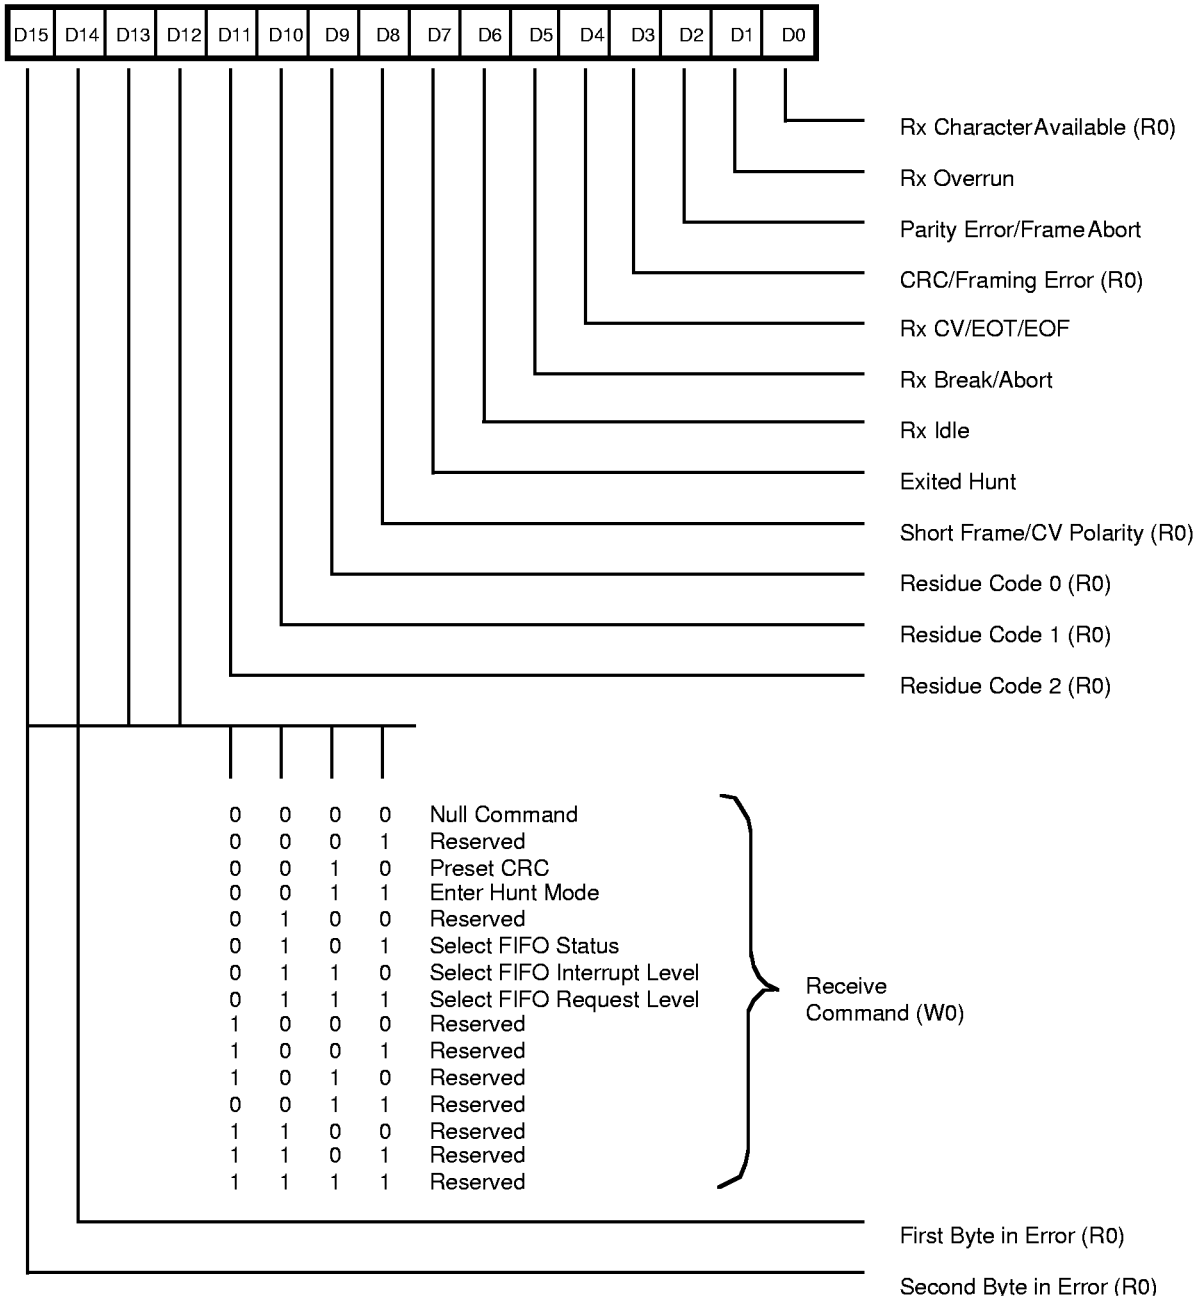 D15 D14 D13 D12 D11 D10 D9 D8 D7 D6 D5 D4 D3 D2 D1 D0
Rx CharacterAvailable (R0)
Rx Overrun
Parity Error/FrameAbort
CRC/Framing Error (R0)
Rx CV/EOT/EOF
Rx Break/Abort
Rx Idle
Exited Hunt
Short Frame/CV Polarity (R0)
Residue Code 0 (R0)
Residue Code 1 (R0)
Residue Code 2 (R0)
0 0 0 0 Null Command
0 0 0 1 Reserved
0 0 1 0 Preset CRC
0 0 1 1 Enter Hunt Mode
0 1 0 0 Reserved
0 1 0 1 Select FIFO Status
0 1 1 0 Select FIFO Interrupt Level
0 1 1 1 Select FIFO Request Level
1 0 0 0 Reserved
1 0 0 1 Reserved
1 0 1 0 Reserved
0 0 1 1 Reserved
1 1 0 0 Reserved
1 1 0 1 Reserved
1 1 1 1 Reserved
Receive
Command (W0)
First Byte in Error (R0)
Second Byte in Error (R0)